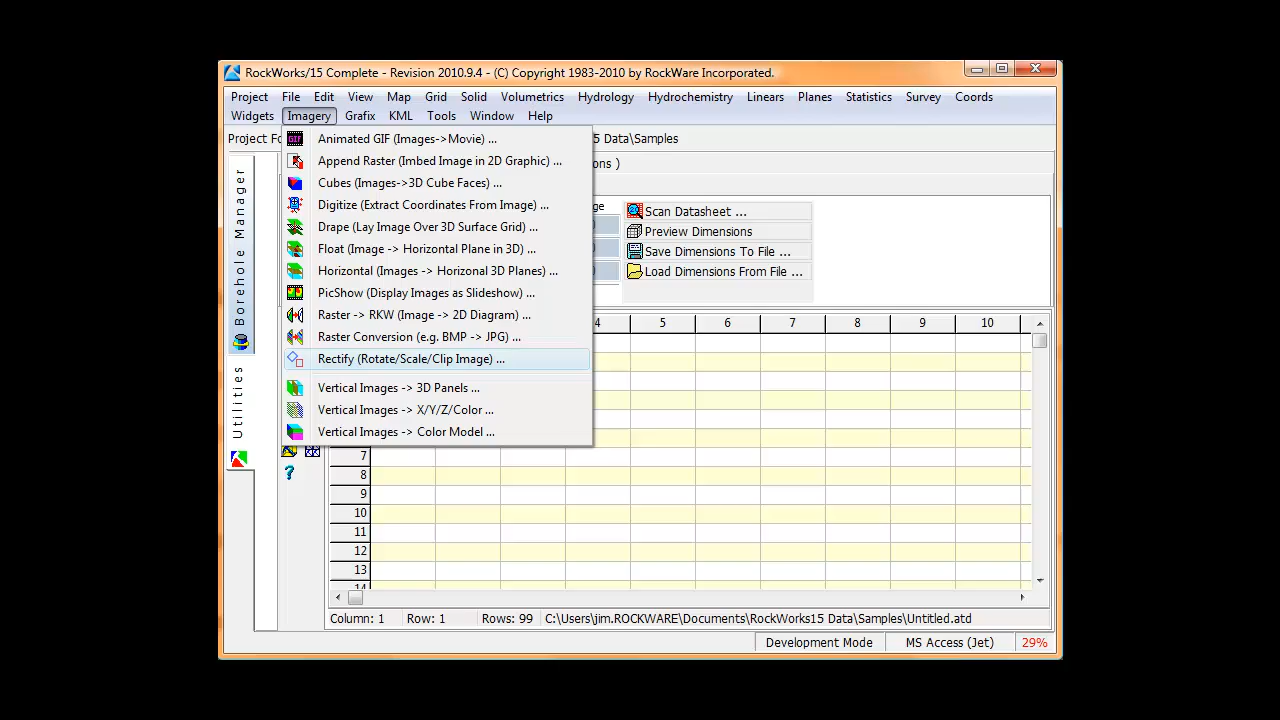 RockWorks/15 Complete - Revision 2010.9.4 - (C) Copyright 1983-2010 by RockWare Incorporated.
Project File Edit View Map Grid Solid Volumetrics Hydrology Hydrochemistry Linears Planes Statistics Survey Coords
Widgets Imagery Grafix KML Tools Window Help
Project Fo 15 Data\Samples
Animated GIF (Images->Movie) ...
Append Raster (Imbed Image in 2D Graphic) ...
ons )
Cubes (Images->3D Cube Faces) ...
Digitize (Extract Coordinates From Image) ...
ge
Scan Datasheet ...
Drape (Lay Image Over 3D Surface Grid) ...
Preview Dimensions
Float (Image -> Horizontal Plane in 3D) ...
Save Dimensions To File ...
Horizontal (Images -> Horizonal 3D Planes) ...
Load Dimensions From File ...
PicShow (Display Images as Slideshow) ...
Raster -> RKW (Image -> 2D Diagram) ...
4 5 6 7 8 9 10
Raster Conversion (e.g. BMP -> JPG) ...
Rectify (Rotate/Scale/Clip Image) ...
Vertical Images -> 3D Panels ...
Vertical Images -> X/Y/Z/Color ...
Vertical Images -> Color Model ...
Borehole Manager
Utilities
GIF
?
7
8
9
10
11
12
13
14
Column: 1 Row: 1 Rows: 99 C:\Users\jim.ROCKWARE\Documents\RockWorks15 Data\Samples\Untitled.atd
Development Mode MS Access (Jet) 29%